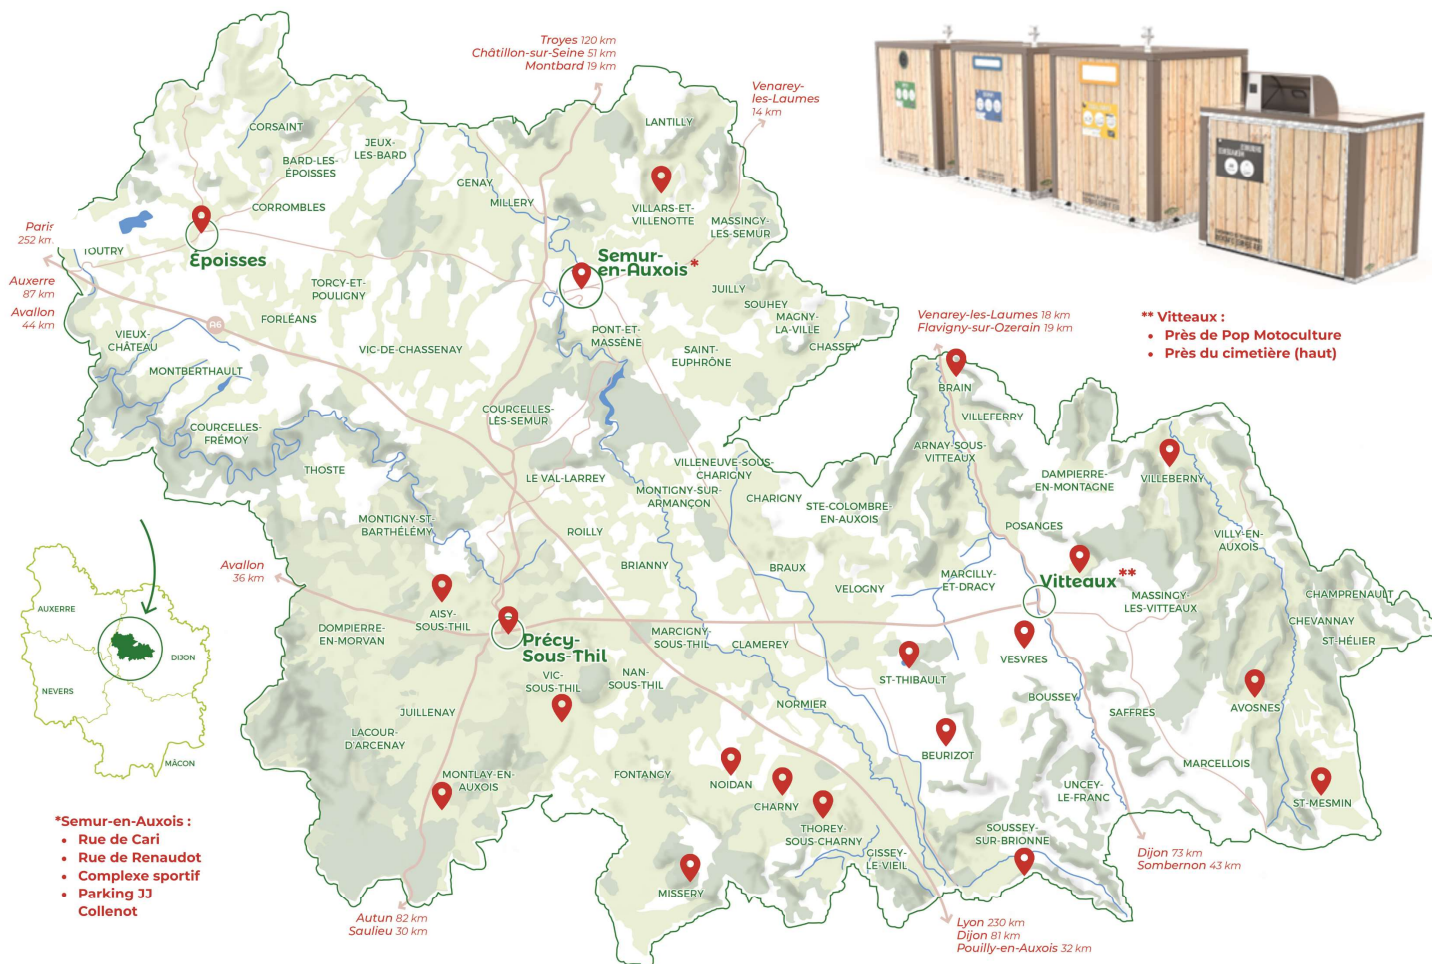 Troyes 120 km
Châtillon-sur-Seine 51 km
Montbard 19 km
Venarey-
les-Laumes
14 km
LANTILLY
CORSAINT
JEUX-
LES-BARD
BARD-LES-
ÉPOISSES
GENAY
MILLERY
CORROMBLES
VILLARS-ET-
VILLENOTTE
MASSINGY-
LES-SEMUR
Paris
252 km
TOUTRY
Époisses
Semur-
en-Auxois *
Auxerre
87 km
Avallon
44 km
TORCY-ET-
POULIGNY
FORLÉANS
A6
JUILLY
SOUHEY
MAGNY-
LA-VILLE
CHASSEY
VIEUX-
CHÂTEAU
VIC-DE-CHASSENAY
PONT-ET-
MASSÈNE
SAINT-
EUPHRÔNE
MONTBERTHAULT
Venarey-les-Laumes 18 km
Flavigny-sur-Ozerain 19 km
** Vitteaux :
• Près de Pop Motoculture
• Près du cimetière (haut)
BRAIN
VILLEFERRY
COURCELLES-
LÈS-SEMUR
COURCELLES-
FRÉMOY
ARNAY-SOUS-
VITTEAUX
THOSTE
LE VAL-LARREY
VILLENEUVE-SOUS-
CHARIGNY
MONTIGNY-SUR-
ARMANÇON
CHARIGNY
DAMPIERRE-
EN-MONTAGNE
VILLEBERNY
STE-COLOMBRE-
EN-AUXOIS
MONTIGNY-ST-
BARTHÉLÉMY
ROILLY
POSANGES
VILLY-EN-
AUXOIS
Avallon
36 km
BRIANNY
BRAUX
VELOGNY
MARCILLY-
ET-DRACY
Vitteaux **
MASSINGY-
LES-VITTEAUX
CHAMPRENAULT
CHEVANNAY
ST-HÉLIER
AISY-
SOUS-THIL
DOMPIERRE-
EN-MORVAN
Précy-
Sous-Thil
MARCIGNY-
SOUS-THIL
CLAMEREY
VESVRES
VIC-
SOUS-THIL
NAN-
SOUS-THIL
ST-THIBAULT
BOUSSEY
SAFFRES
AVOSNES
NORMIER
JUILLENAY
LACOUR-
D'ARCENAY
BEURIZOT
MARCELLOIS
MONTLAY-EN-
AUXOIS
FONTANGY
NOIDAN
CHARNY
UNCEY-
LE-FRANC
ST-MESMIN
THOREY-
SOUS-CHARNY
SOUSSEY-
SUR-BRIONNE
GISSEY-
LE-VIEIL
MISSERY
Dijon 73 km
Sombernon 43 km
Autun 82 km
Saulieu 30 km
Lyon 230 km
Dijon 81 km
Pouilly-en-Auxois 32 km
AUXERRE
DIJON
NEVERS
MÂCON
*Semur-en-Auxois :
• Rue de Cari
• Rue de Renaudot
• Complexe sportif
• Parking JJ
Collenot